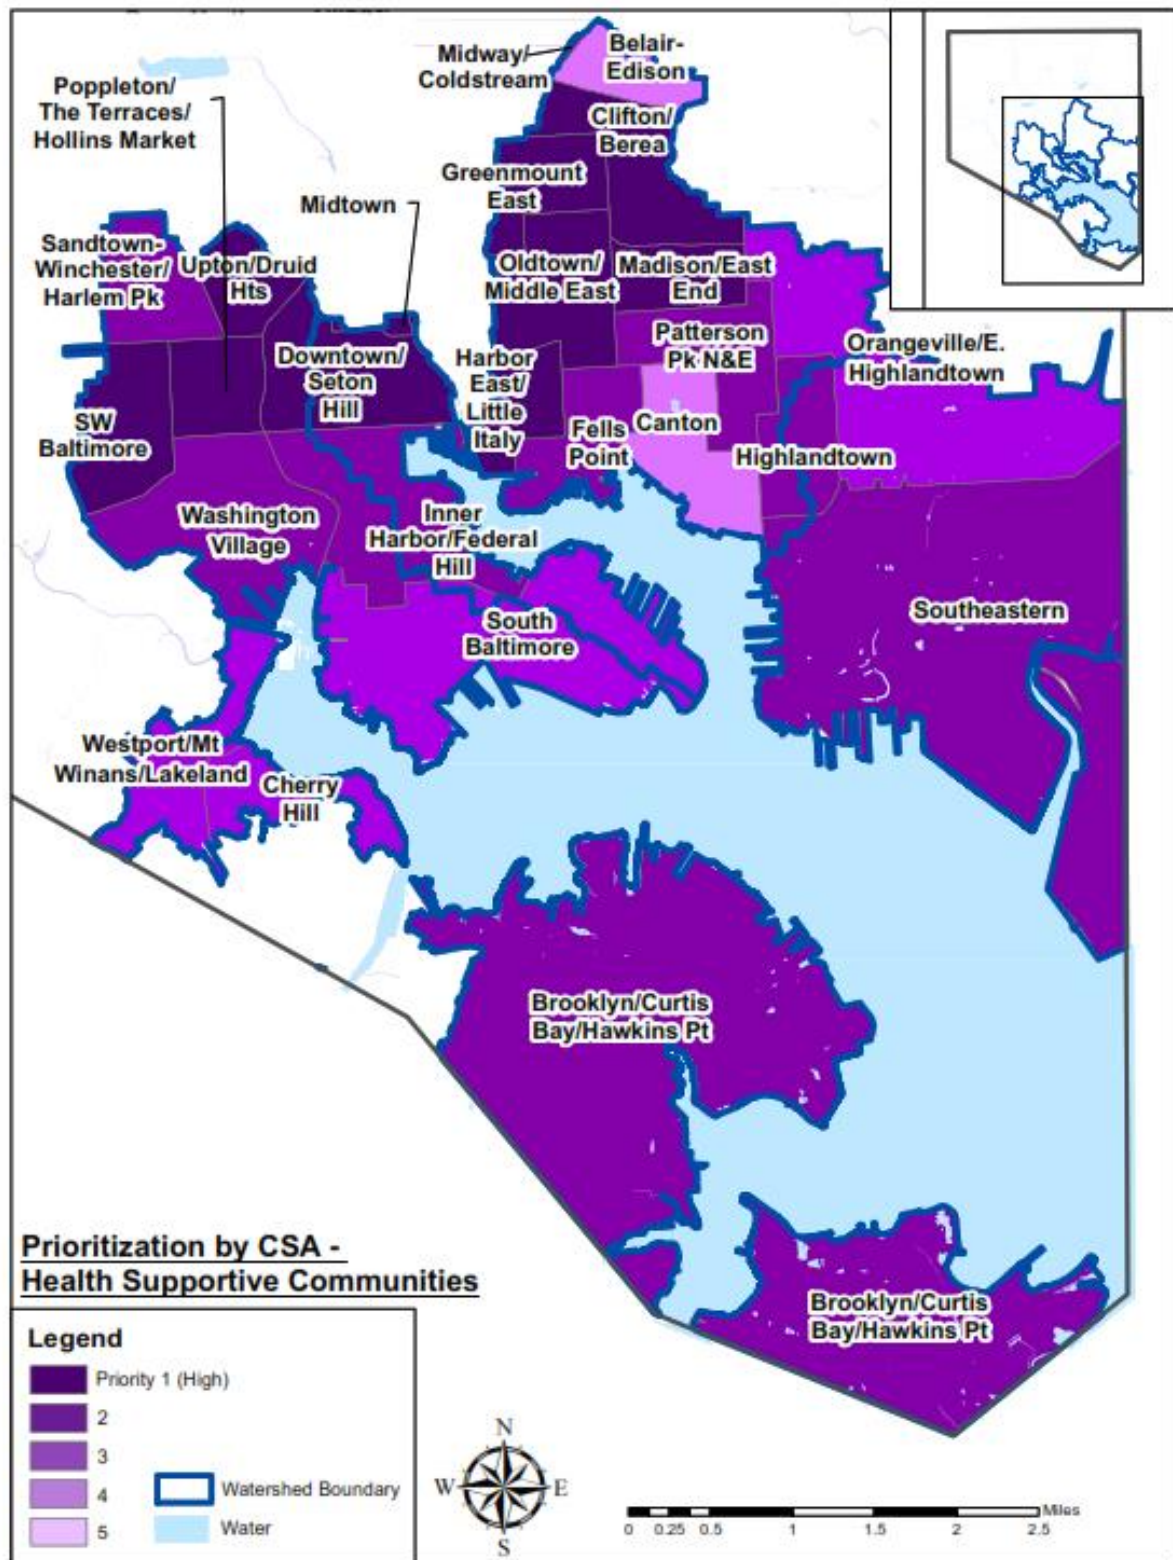 Midway/
Coldstream
Belair-
Edison
Poppleton/
The Terraces/
Hollins Market
Clifton/
Berea
Greenmount
East
Midtown
Sandtown-
Winchester/
Harlem Pk
Upton/Druid
Hts
Oldtown/
Middle East
Madison/East
End
Patterson
Pk N&E
Orangeville/E.
Highlandtown
Downtown/
Seton
Hill
Harbor
East/
Little
Italy
SW
Baltimore
Fells
Point
Canton
Highlandtown
Washington
Village
Inner
Harbor/Federal
Hill
Southeastern
South
Baltimore
Westport/Mt
Winans/Lakeland
Cherry
Hill
Brooklyn/Curtis
Bay/Hawkins Pt
Brooklyn/Curtis
Bay/Hawkins Pt
Prioritization by CSA -
Health Supportive Communities
Legend
Priority 1 (High)
2
3
4
5
Watershed Boundary
Water
N
W E
S
Miles
0 0.25 0.5 1 1.5 2 2.5